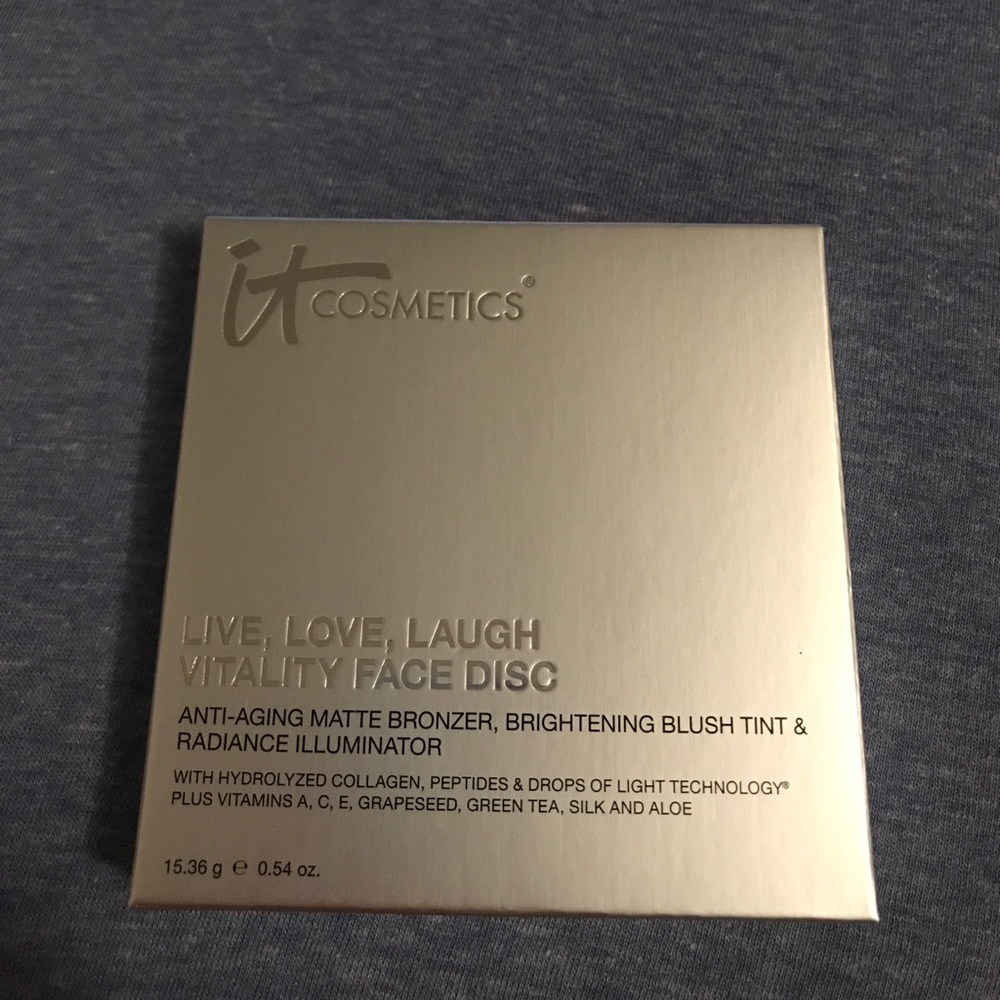 it COSMETICS®
LIVE, LOVE, LAUGH
VITALITY FACE DISC
ANTI-AGING MATTE BRONZER, BRIGHTENING BLUSH TINT &
RADIANCE ILLUMINATOR
WITH HYDROLYZED COLLAGEN, PEPTIDES & DROPS OF LIGHT TECHNOLOGY®
PLUS VITAMINS A, C, E, GRAPESEED, GREEN TEA, SILK AND ALOE
15.36 g ℮ 0.54 oz.